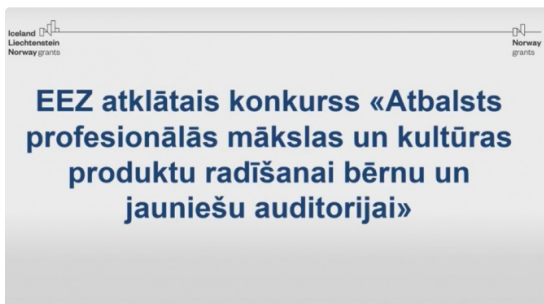 Iceland
Liechtenstein
Norway grants
Norway
grants
EEZ atklātais konkurss «Atbalsts
profesionālās mākslas un kultūras
produktu radīšanai bērnu un
jauniešu auditorijai»